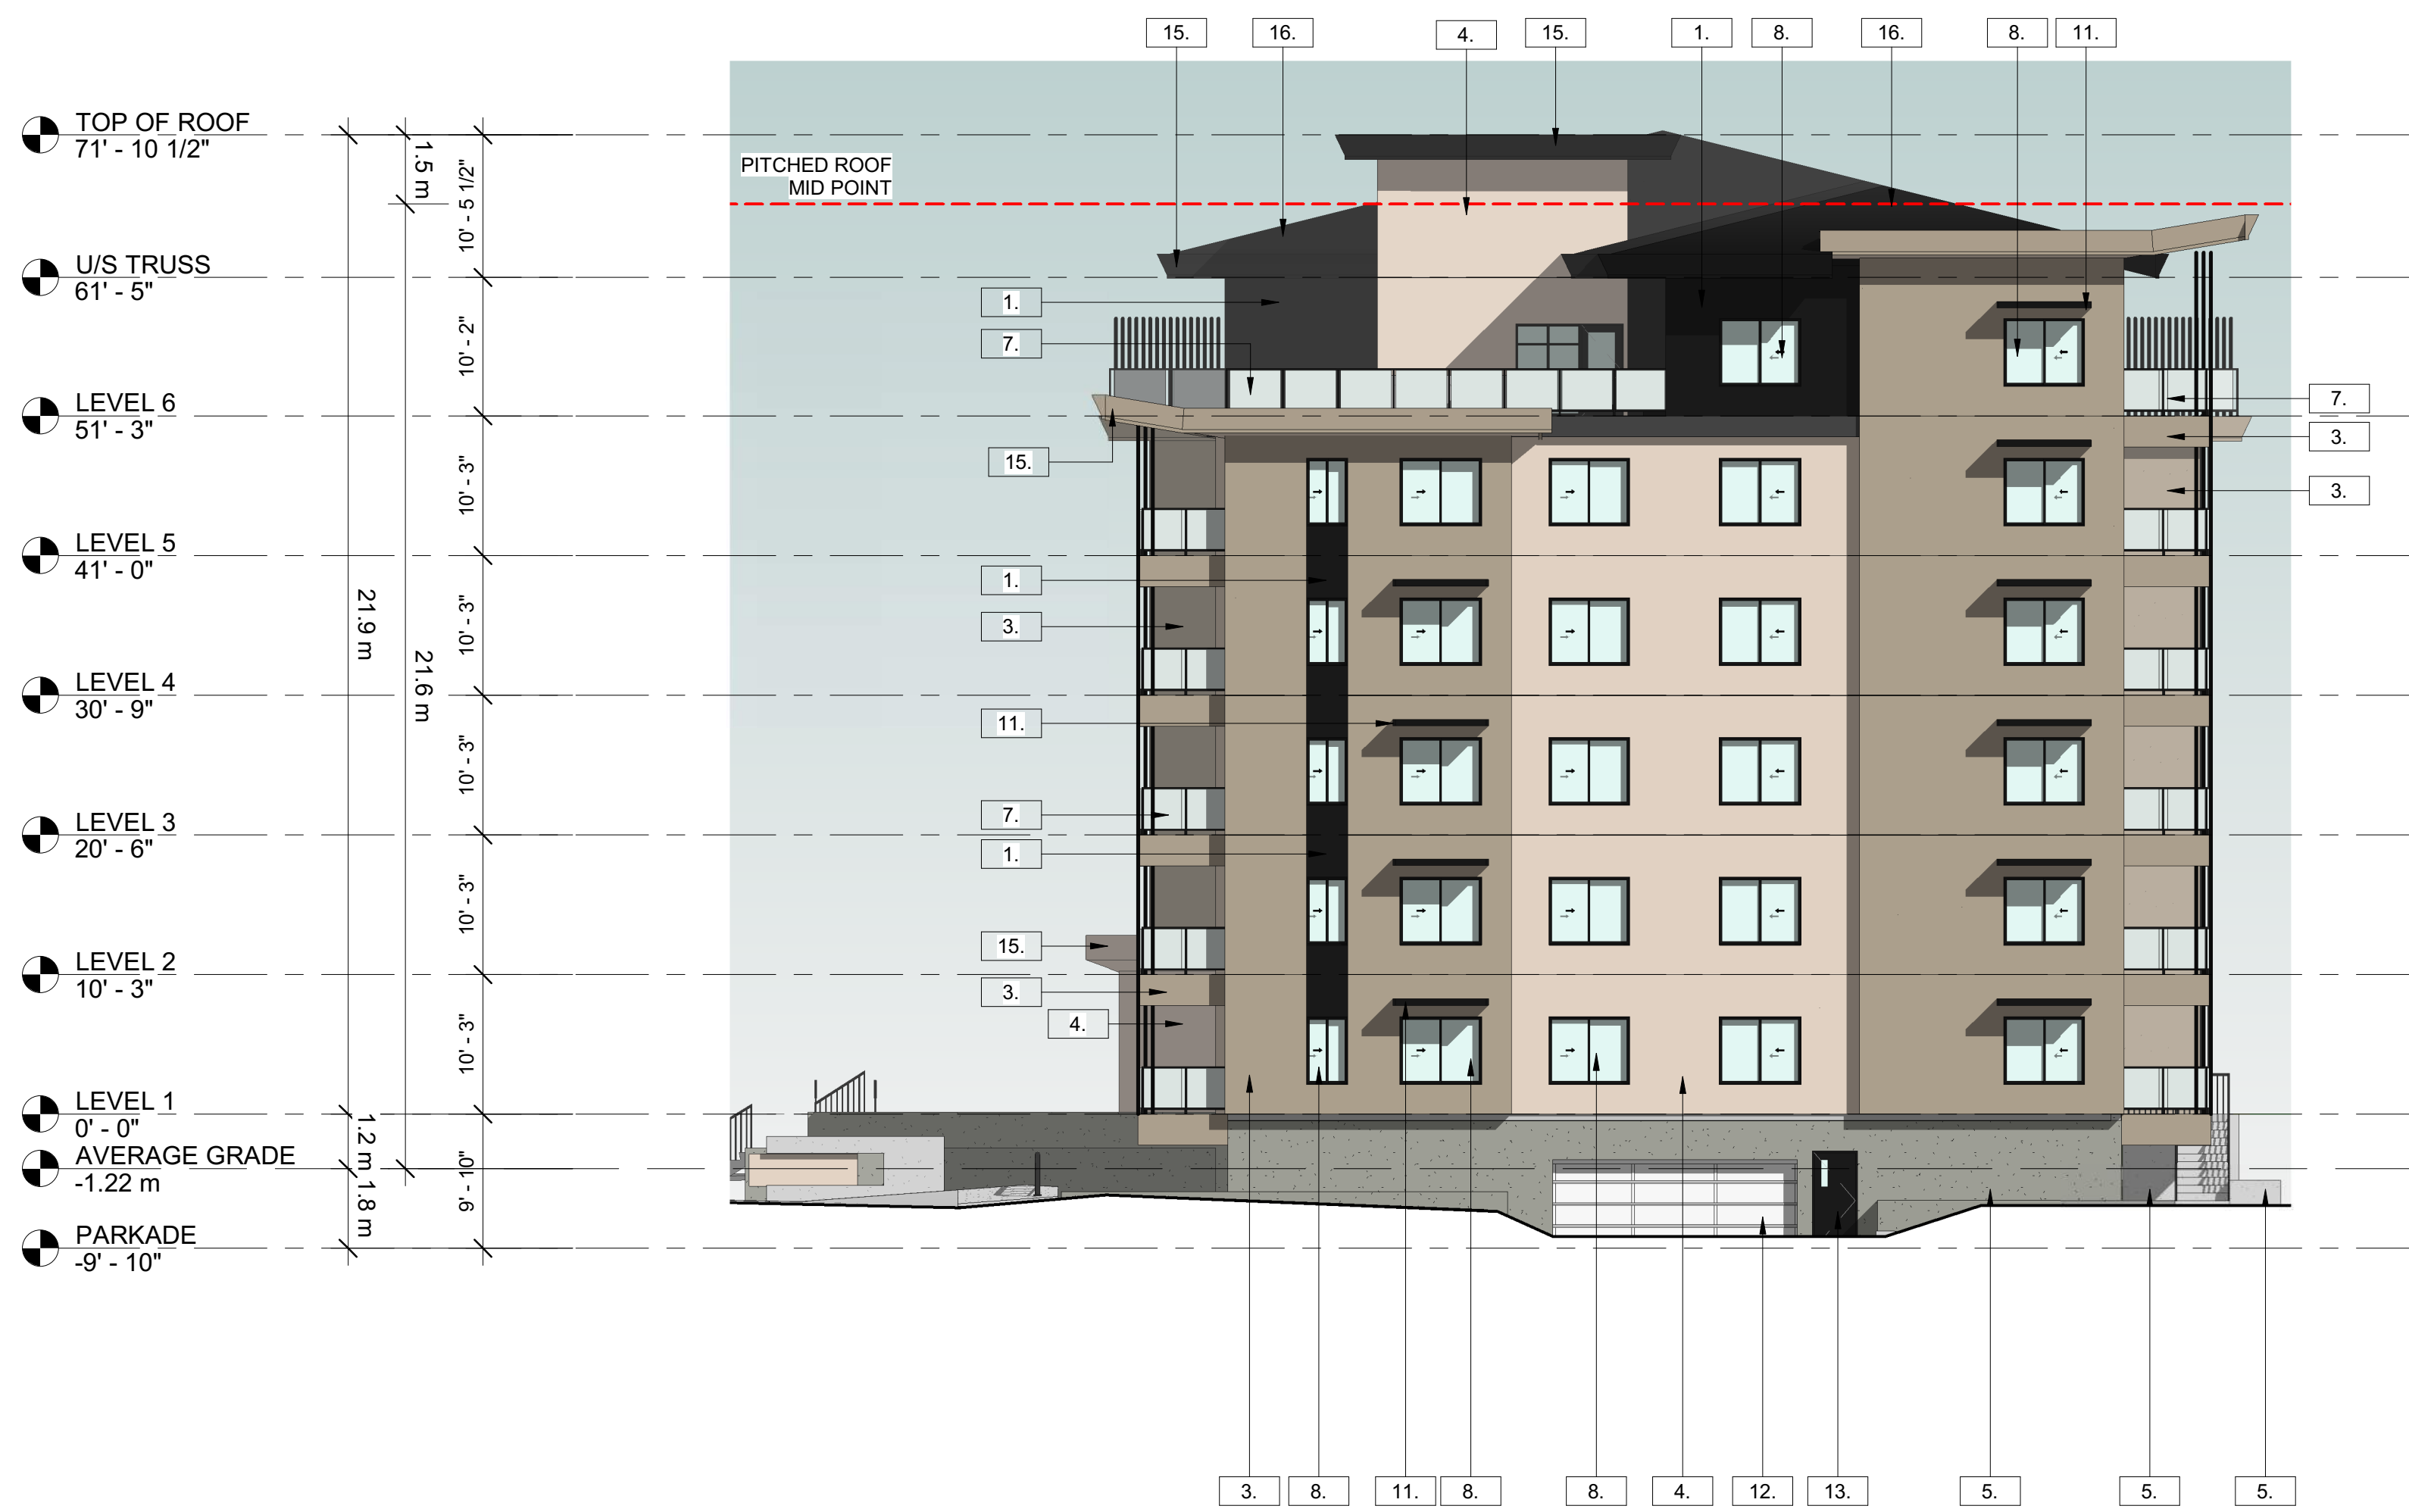 15.
16.
4.
15.
1.
8.
16.
8.
11.
TOP OF ROOF
71' - 10 1/2"
1.5 m
10' - 5 1/2"
PITCHED ROOF
MID POINT
U/S TRUSS
61' - 5"
1.
10' - 2"
7.
LEVEL 6
51' - 3"
7.
3.
15.
10' - 3"
3.
LEVEL 5
41' - 0"
1.
21.9 m
10' - 3"
3.
21.6 m
LEVEL 4
30' - 9"
11.
10' - 3"
7.
LEVEL 3
20' - 6"
1.
10' - 3"
15.
LEVEL 2
10' - 3"
3.
4.
10' - 3"
LEVEL 1
0' - 0"
1.2 m
AVERAGE GRADE
-1.22 m
9' - 10"
1.8 m
PARKADE
-9' - 10"
3.
8.
11.
8.
8.
4.
12.
13.
5.
5.
5.